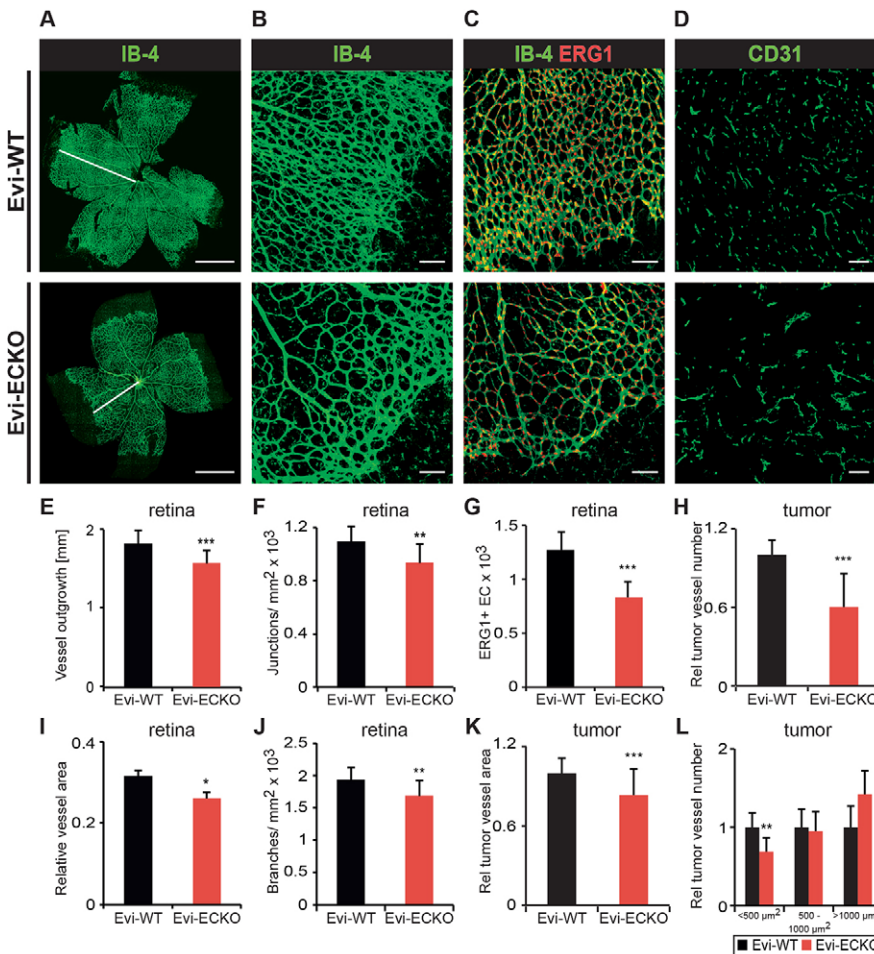 A B C D
IB-4 IB-4 IB-4 ERG1 CD31
Evi-WT
Evi-ECKO
E retina
Vessel outgrowth [mm]
2
1
0
***
Evi-WT Evi-ECKO
F retina
Junctions/ mm² x 10³
1.2
0.8
0.4
0
**
Evi-WT Evi-ECKO
G retina
ERG1+ EC x 10³
1.5
1
0.5
0
***
Evi-WT Evi-ECKO
H tumor
Rel tumor vessel number
1.2
0.6
0
***
Evi-WT Evi-ECKO
I retina
Relative vessel area
0.4
0.2
0
*
Evi-WT Evi-ECKO
J retina
Branches/ mm² x 10³
2.5
2
1.5
1
0.5
0
**
Evi-WT Evi-ECKO
K tumor
Rel tumor vessel area
1.2
0.6
0
***
Evi-WT Evi-ECKO
L tumor
Rel tumor vessel number
2
1
0
**
<500 µm² 500 - >1000 µm
1000 µm²
Evi-WT Evi-ECKO